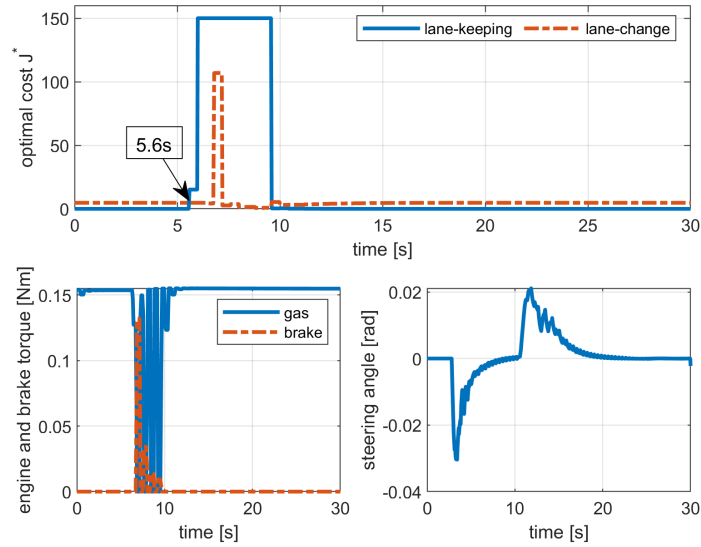 optimal cost J*
150
100
50
0
lane-keeping
lane-change
5.6s
0 5 10 15 20 25 30
time [s]
engine and brake torque [Nm]
0.15
0.1
0.05
0
gas
brake
0 10 20 30
time [s]
steering angle [rad]
0.02
0
-0.02
-0.04
0 10 20 30
time [s]